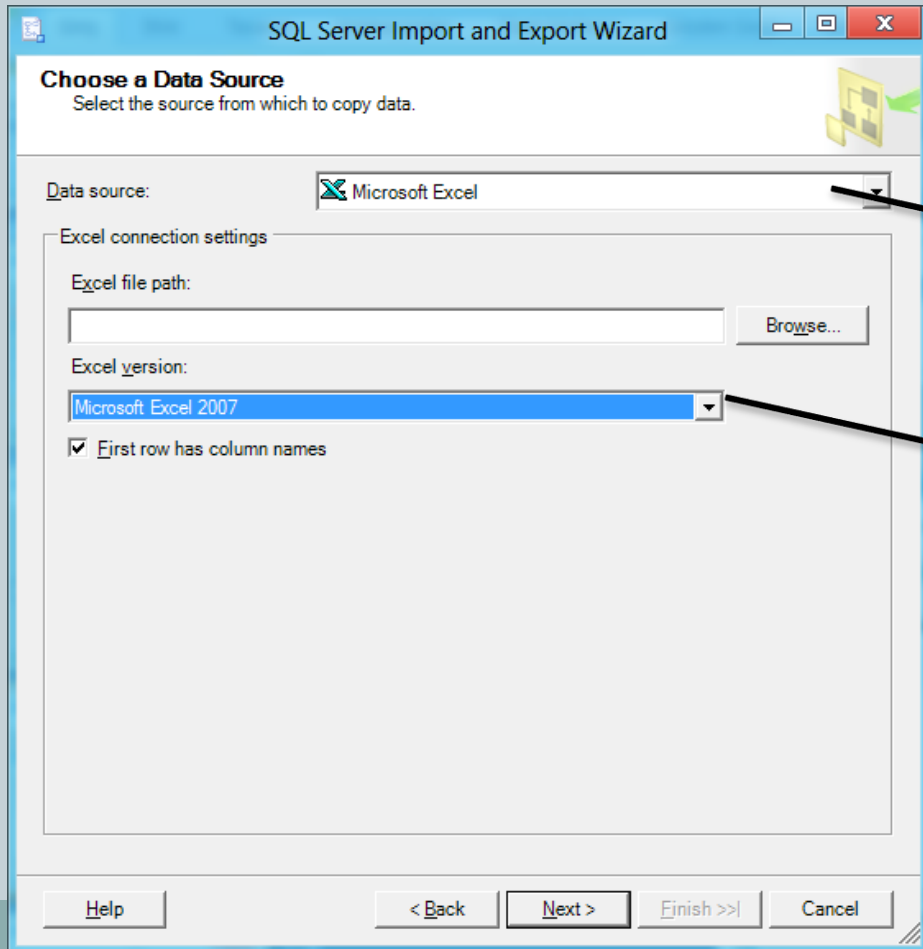 SQL Server Import and Export Wizard
Choose a Data Source
Select the source from which to copy data.
Data source:
Microsoft Excel
Excel connection settings
Excel file path:
Browse...
Excel version:
Microsoft Excel 2007
First row has column names
Help
< Back
Next >
Finish >>|
Cancel